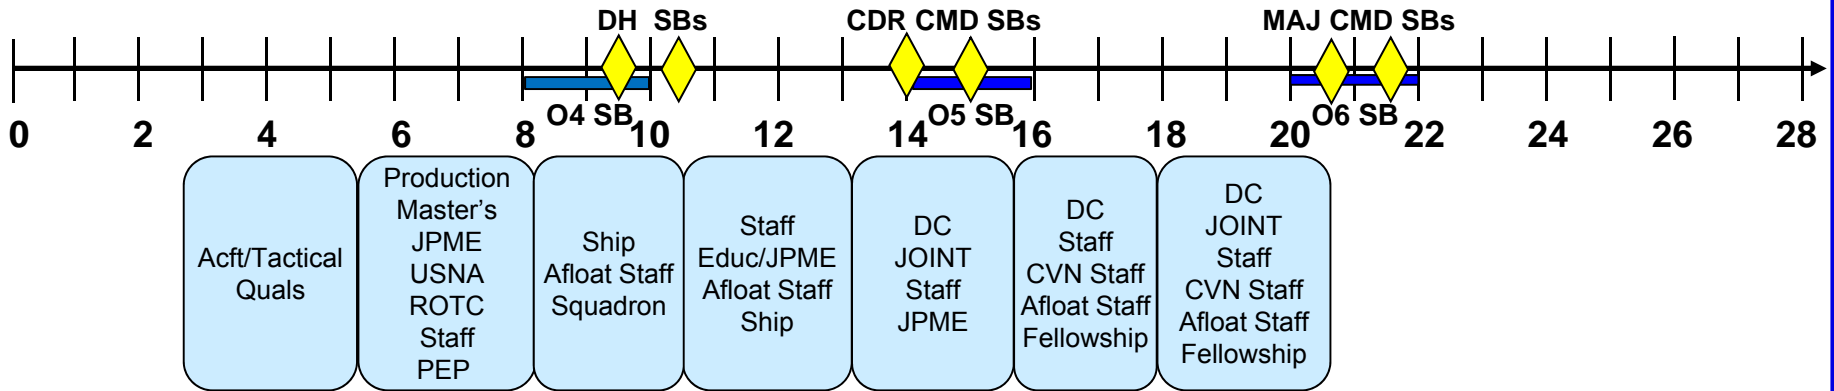 DH SBs
CDR CMD SBs
MAJ CMD SBs
O4 SB
O5 SB
O6 SB
0 2 4 6 8 10 12 14 16 18 20 22 24 26 28
Acft/Tactical
Quals
Production
Master's
JPME
USNA
ROTC
Staff
PEP
Ship
Afloat Staff
Squadron
Staff
Educ/JPME
Afloat Staff
Ship
DC
JOINT
Staff
JPME
DC
Staff
CVN Staff
Afloat Staff
Fellowship
DC
JOINT
Staff
CVN Staff
Afloat Staff
Fellowship